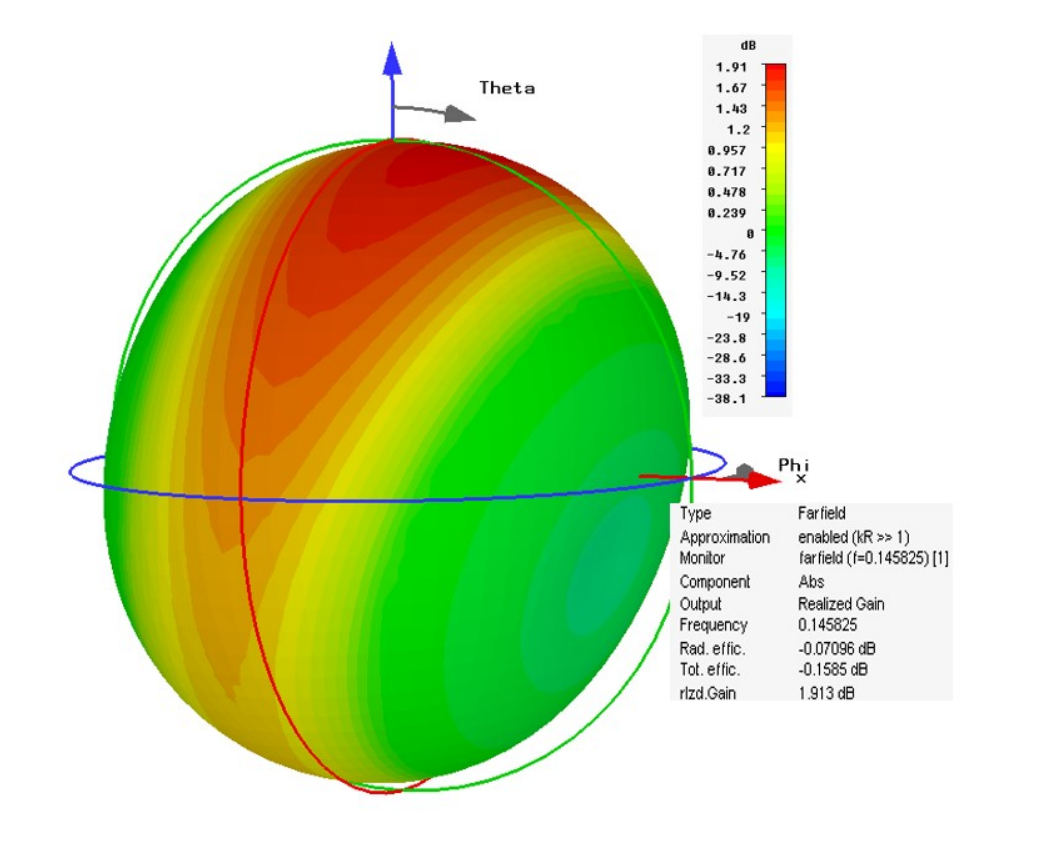 dB
Theta
1.91
1.67
1.43
1.2
0.957
0.717
0.478
0.239
0
-4.76
-9.52
-14.3
-19
-23.8
-28.6
-33.3
-38.1
Phi
x
Type Farfield
Approximation enabled (kR >> 1)
Monitor farfield (f=0.145825) [1]
Component Abs
Output Realized Gain
Frequency 0.145825
Rad. effic. -0.07096 dB
Tot. effic. -0.1585 dB
rlzd.Gain 1.913 dB